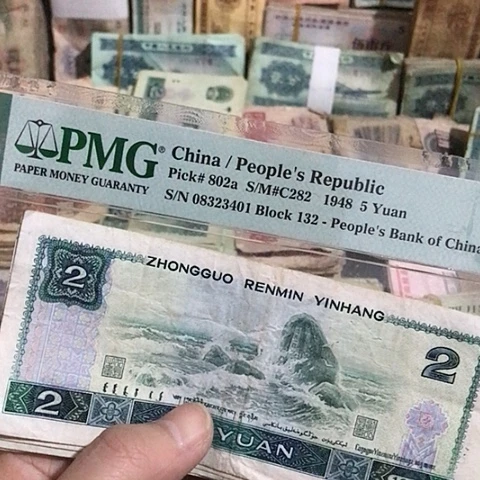 PMG®
PAPER MONEY GUARANTY
China / People's Republic
Pick# 802a S/M#C282 1948 5 Yuan
S/N 08323401 Block 132 - People's Bank of China
ZHONGGUO RENMIN YINHANG
2
2
2
YUAN